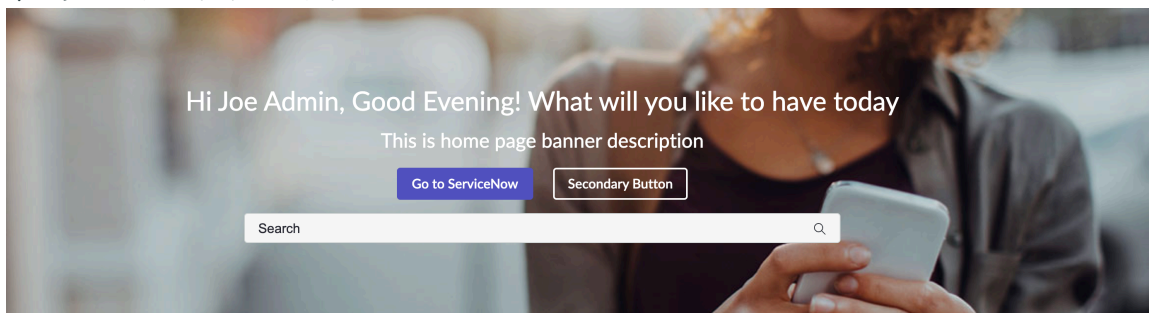 Hi Joe Admin, Good Evening! What will you like to have today
This is home page banner description
Go to ServiceNow
Secondary Button
Search